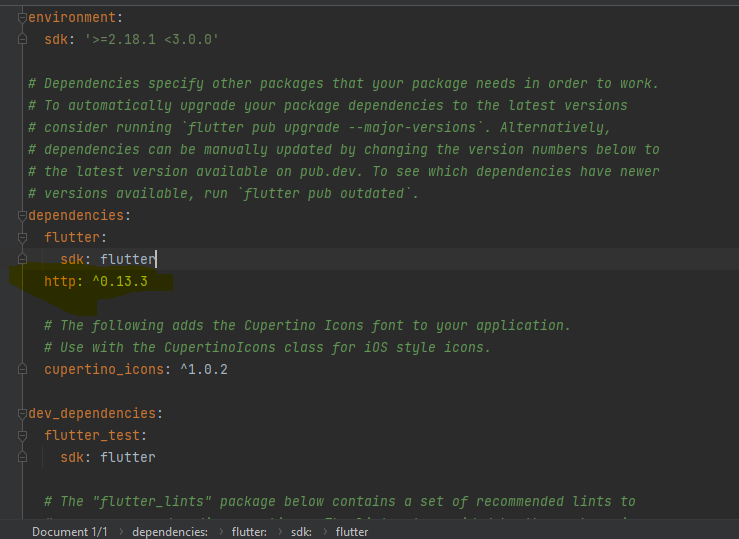 environment:
  sdk: '>=2.18.1 <3.0.0'
# Dependencies specify other packages that your package needs in order to work.
# To automatically upgrade your package dependencies to the latest versions
# consider running `flutter pub upgrade --major-versions`. Alternatively,
# dependencies can be manually updated by changing the version numbers below to
# the latest version available on pub.dev. To see which dependencies have newer
# versions available, run `flutter pub outdated`.
dependencies:
  flutter:
    sdk: flutter
  http: ^0.13.3
  # The following adds the Cupertino Icons font to your application.
  # Use with the CupertinoIcons class for iOS style icons.
  cupertino_icons: ^1.0.2
dev_dependencies:
  flutter_test:
    sdk: flutter
  # The "flutter_lints" package below contains a set of recommended lints to
Document 1/1 › dependencies: › flutter: › sdk: › flutter